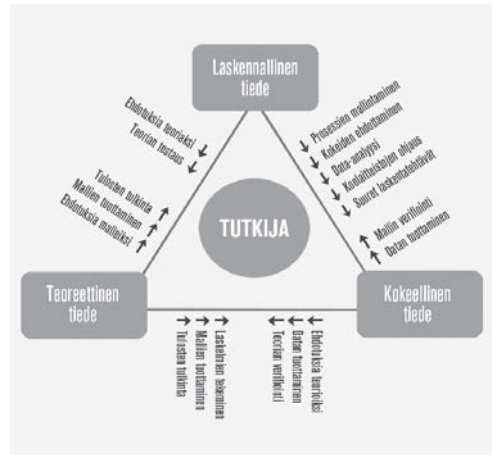 Laskennallinen
tiede
Ehdotuksia teoriaksi
Teorian testaus
Tulosten tulkinta
Mallien tuottaminen
Ehdotuksia malleiksi
Prosessien mallintaminen
Kokeiden ehdottaminen
Data-analyysi
Koelaitteistojen ohjaus
Suuret laskentatehtävät
Mallin verifiointi
Datan tuottaminen
TUTKIJA
Teoreettinen
tiede
Kokeellinen
tiede
Tulosten tulkinta
Mallien tuottaminen
Laskelmien tekeminen
Teorian verifiointi
Datan tuottaminen
Ehdotuksia teorioiksi